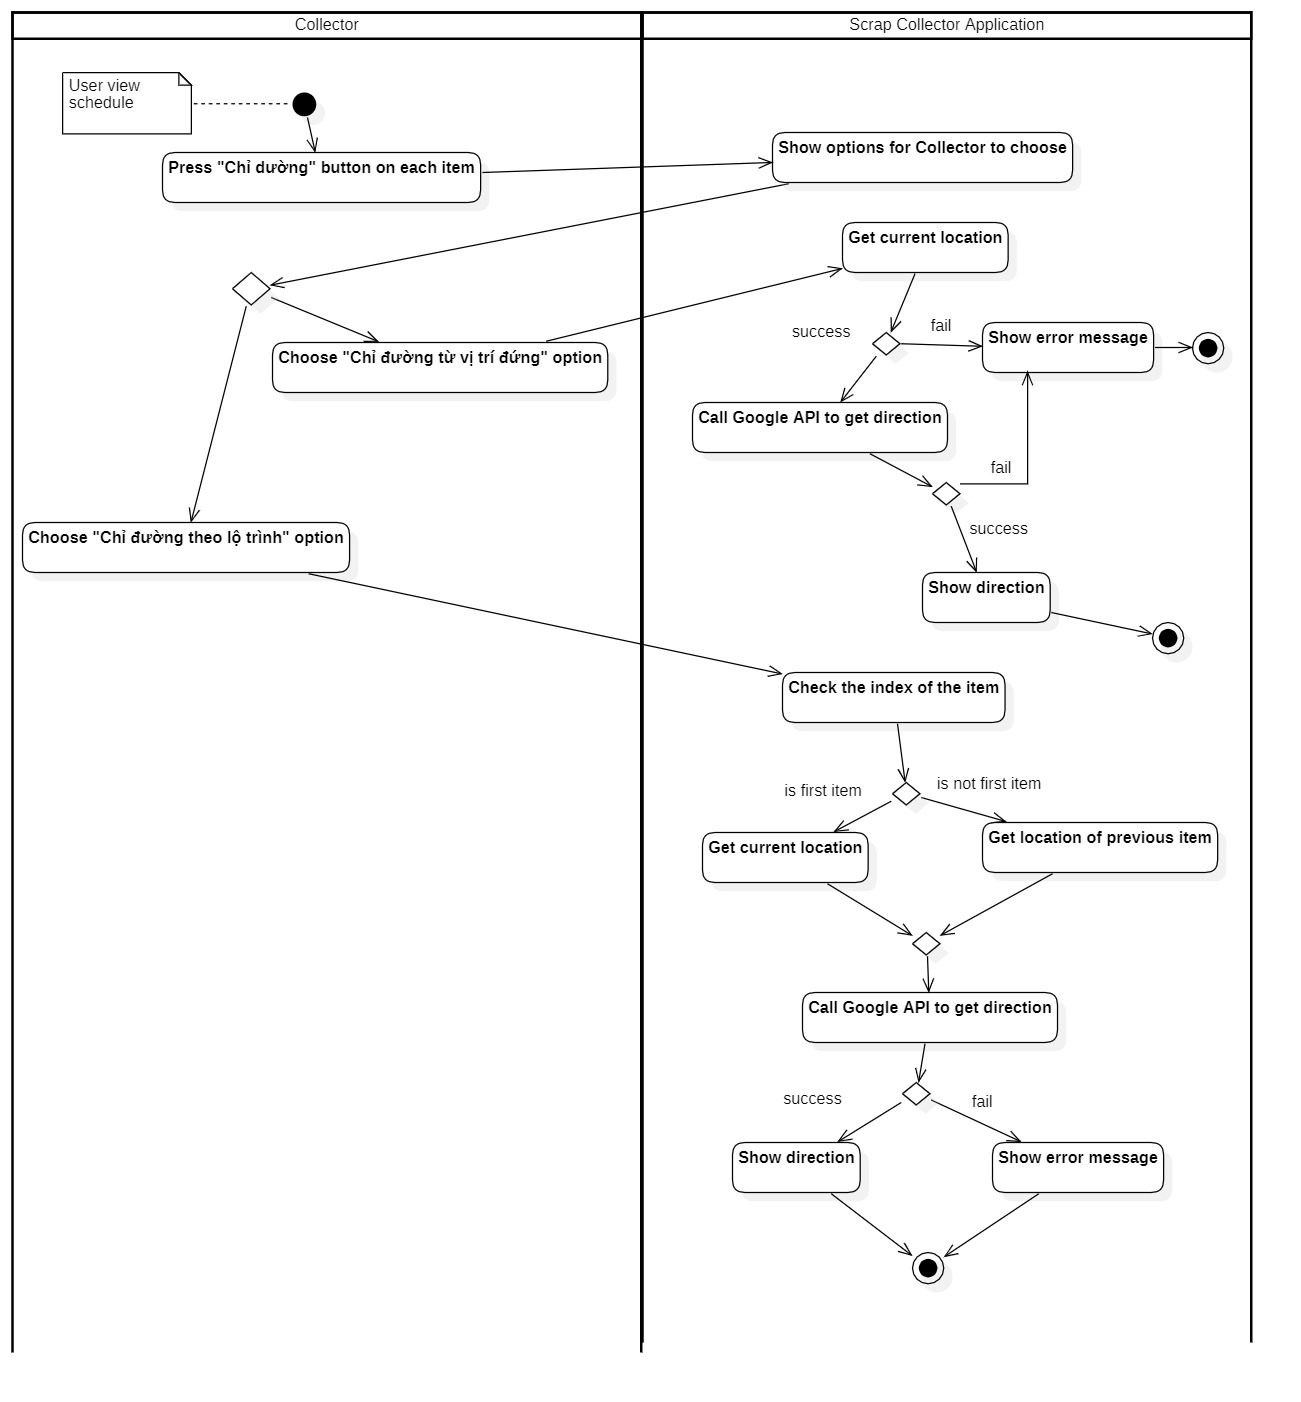 Collector
Scrap Collector Application
User view
schedule
Press "Chỉ dường" button on each item
Show options for Collector to choose
Get current location
success
fail
Show error message
Choose "Chỉ đường từ vị trí đứng" option
Call Google API to get direction
fail
success
Choose "Chỉ đường theo lộ trình" option
Show direction
Check the index of the item
is first item
is not first item
Get current location
Get location of previous item
Call Google API to get direction
success
fail
Show direction
Show error message